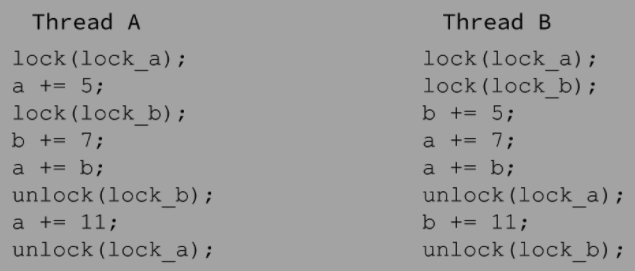 Thread A
lock(lock_a);
a += 5;
lock(lock_b);
b += 7;
a += b;
unlock(lock_b);
a += 11;
unlock(lock_a);
Thread B
lock(lock_a);
lock(lock_b);
b += 5;
a += 7;
a += b;
unlock(lock_a);
b += 11;
unlock(lock_b);